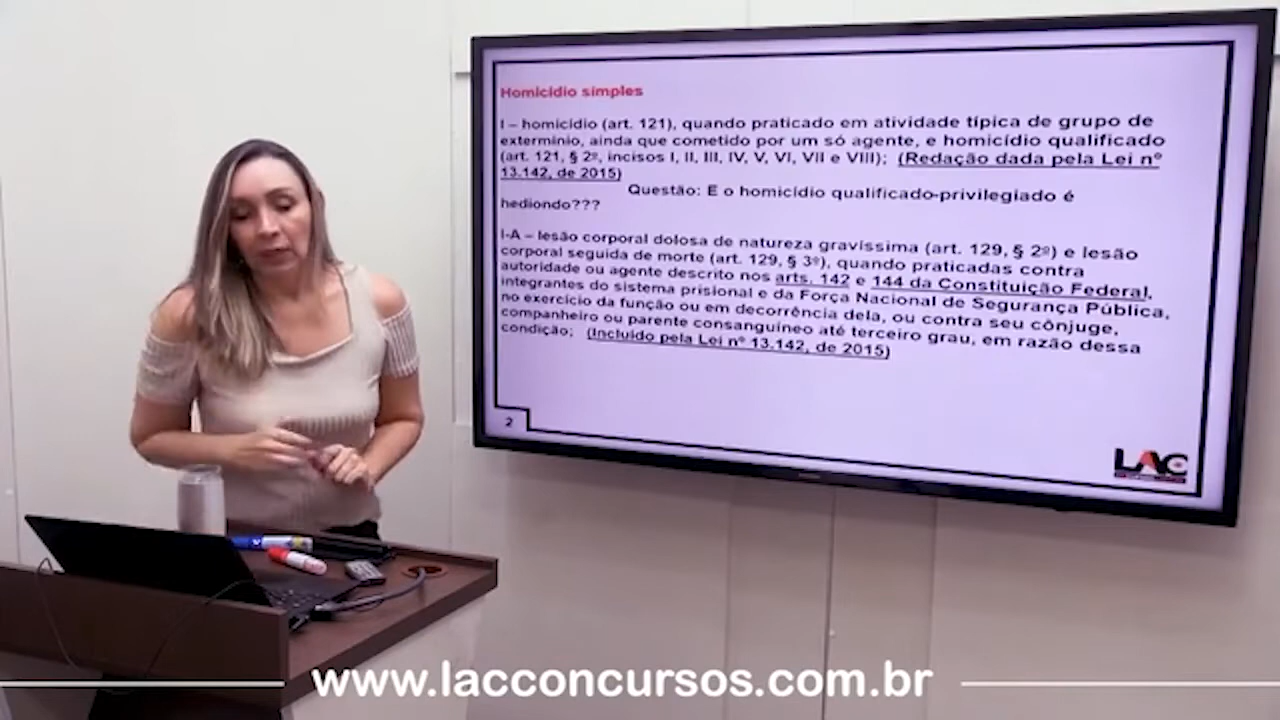 Homicídio simples
I – homicídio (art. 121), quando praticado em atividade típica de grupo de
extermínio, ainda que cometido por um só agente, e homicídio qualificado
(art. 121, § 2º, incisos I, II, III, IV, V, VI, VII e VIII); (Redação dada pela Lei nº
13.142, de 2015)
Questão: E o homicídio qualificado-privilegiado é
hediondo???
I-A – lesão corporal dolosa de natureza gravíssima (art. 129, § 2º) e lesão
corporal seguida de morte (art. 129, § 3º), quando praticadas contra
autoridade ou agente descrito nos arts. 142 e 144 da Constituição Federal,
integrantes do sistema prisional e da Força Nacional de Segurança Pública,
no exercício da função ou em decorrência dela, ou contra seu cônjuge,
companheiro ou parente consanguíneo até terceiro grau, em razão dessa
condição; (Incluído pela Lei nº 13.142, de 2015)
2
LAC
www.lacconcursos.com.br